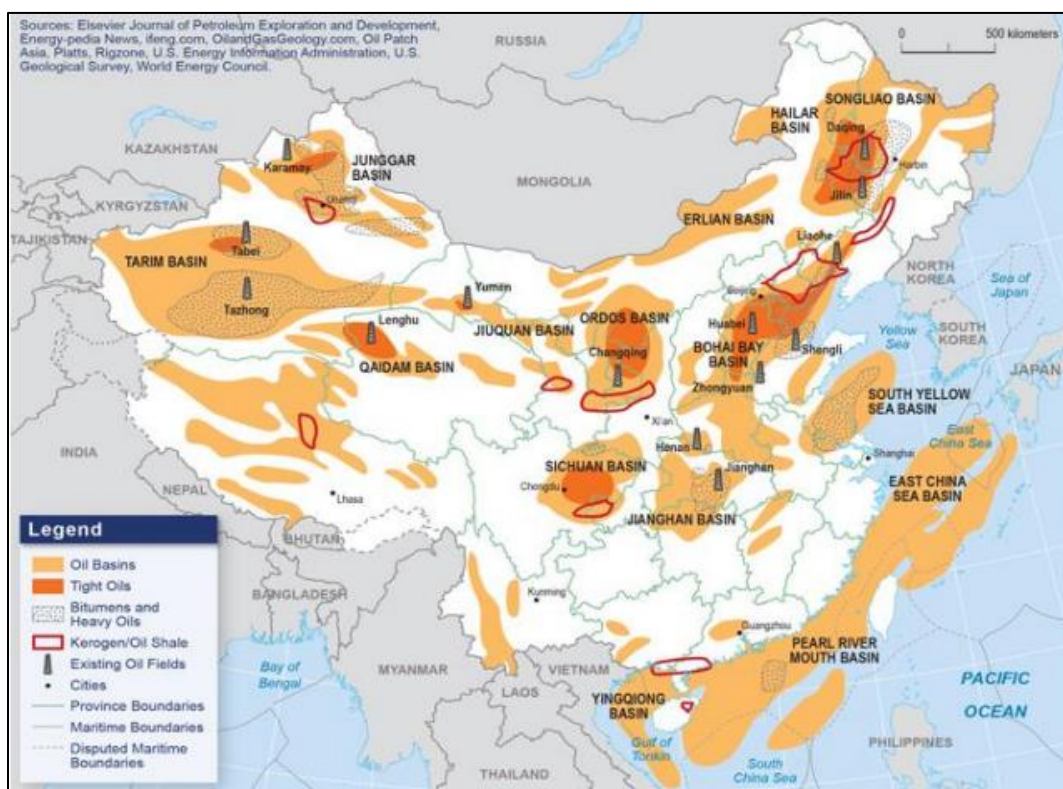 Sources: Elsevier Journal of Petroleum Exploration and Development,
Energy-pedia News, ifeng.com, OilandGasGeology.com, Oil Patch
Asia, Platts, Rigzone, U.S. Energy Information Administration, U.S.
Geological Survey, World Energy Council.
RUSSIA
0 500 kilometers
KAZAKHSTAN
MONGOLIA
HAILAR
BASIN
SONGLIAO BASIN
Daqing
Harbin
Jilin
Karamay
JUNGGAR
BASIN
KYRGYZSTAN
TAJIKISTAN
ERLIAN BASIN
Liaohe
TARIM BASIN
Tabei
Tazhong
Yumen
Lenghu
JIUQUAN BASIN
QAIDAM BASIN
ORDOS BASIN
Changqing
Beijing
Huabei
BOHAI BAY
BASIN
Shengli
Zhongyuan
NORTH
KOREA
SOUTH
KOREA
Sea of
Japan
Yellow
Sea
JAPAN
SOUTH YELLOW
SEA BASIN
East
China Sea
Xi'an
Henan
Shanghai
EAST CHINA
SEA BASIN
INDIA
NEPAL
Lhasa
BHUTAN
BANGLADESH
SICHUAN BASIN
Jianghan
JIANGHAN BASIN
Kunming
Guangzhou
PEARL RIVER
MOUTH BASIN
YINGQIONG
BASIN
Bay of
Bengal
MYANMAR
VIETNAM
LAOS
THAILAND
Gulf of
Tonkin
South
China Sea
PACIFIC
OCEAN
PHILIPPINES
Legend
Oil Basins
Tight Oils
Bitumens and
Heavy Oils
Kerogen/Oil Shale
Existing Oil Fields
Cities
Province Boundaries
Maritime Boundaries
Disputed Maritime
Boundaries